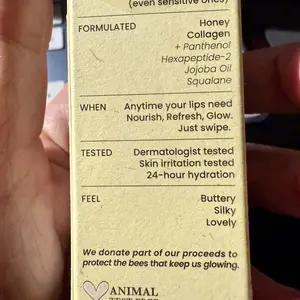 (even sensitive ones)
FORMULATED Honey
Collagen
+ Panthenol
Hexapeptide-2
Jojoba Oil
Squalane
WHEN Anytime your lips need
Nourish, Refresh, Glow.
Just swipe.
TESTED Dermatologist tested
Skin irritation tested
24-hour hydration
FEEL Buttery
Silky
Lovely
We donate part of our proceeds to
protect the bees that keep us glowing.
ANIMAL
TEST FREE